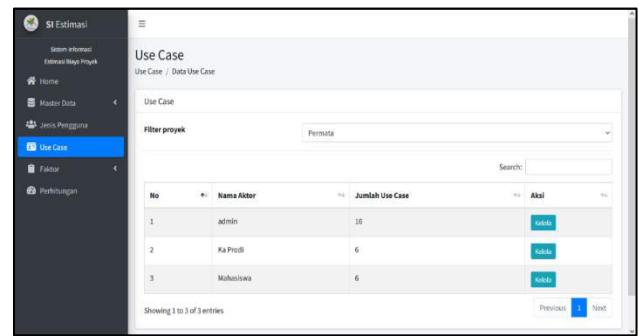 SI Estimasi
Sistem Informasi
Estimasi Biaya Proyek
Home
Master Data
Jenis Pengguna
Use Case
Faktor
Perhitungan
Use Case
Use Case / Data Use Case
Use Case
Filter proyek
Permata
Search:
No Nama Aktor Jumlah Use Case Aksi
1 admin 16 Kelola
2 Ka Prodi 6 Kelola
3 Mahasiswa 6 Kelola
Showing 1 to 3 of 3 entries
Previous 1 Next